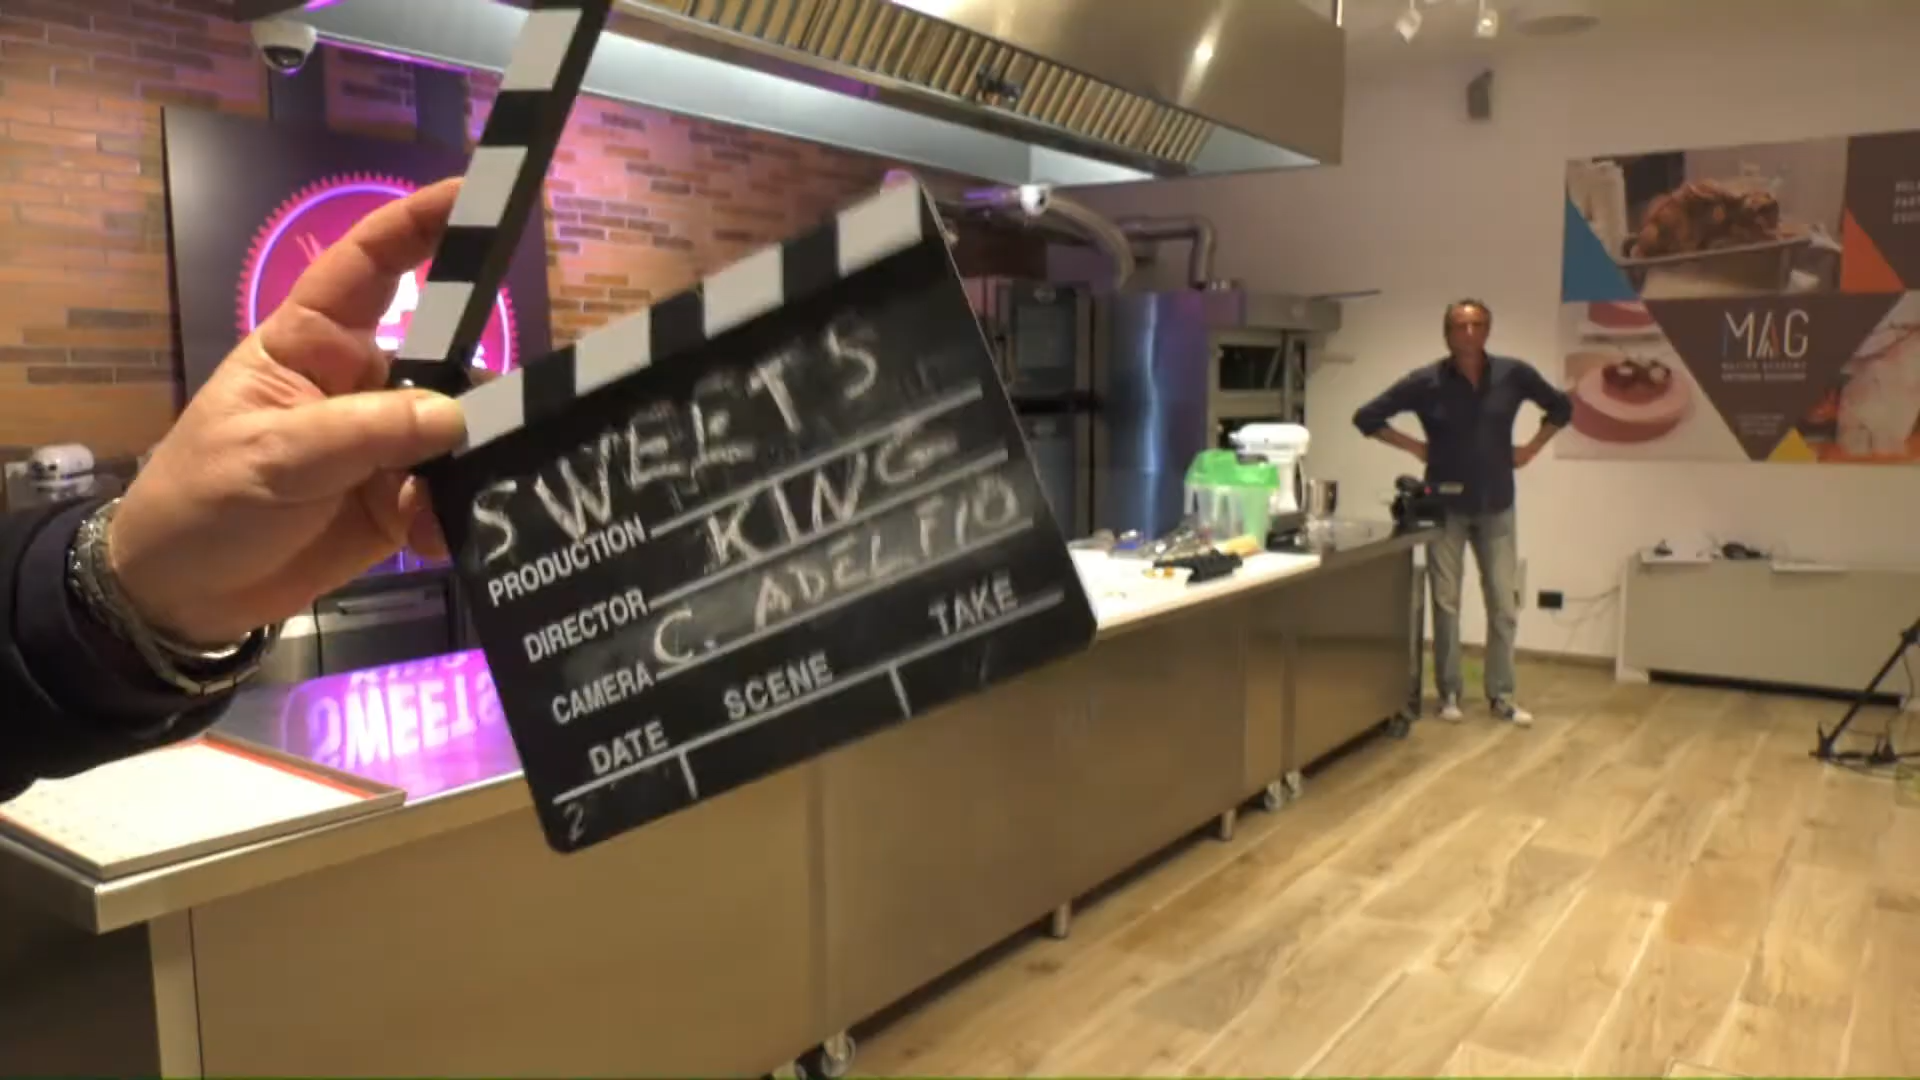 SWEETS
PRODUCTION KING
DIRECTOR C. ADELFIO
CAMERA
DATE SCENE TAKE
2
SWEETS
MAG